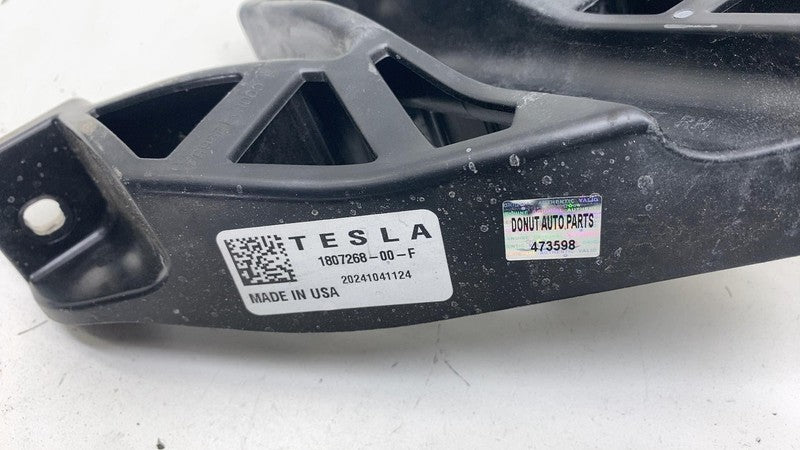 TESLA
1807268-00-F
20241041124
MADE IN USA
DONUT AUTO PARTS
473598